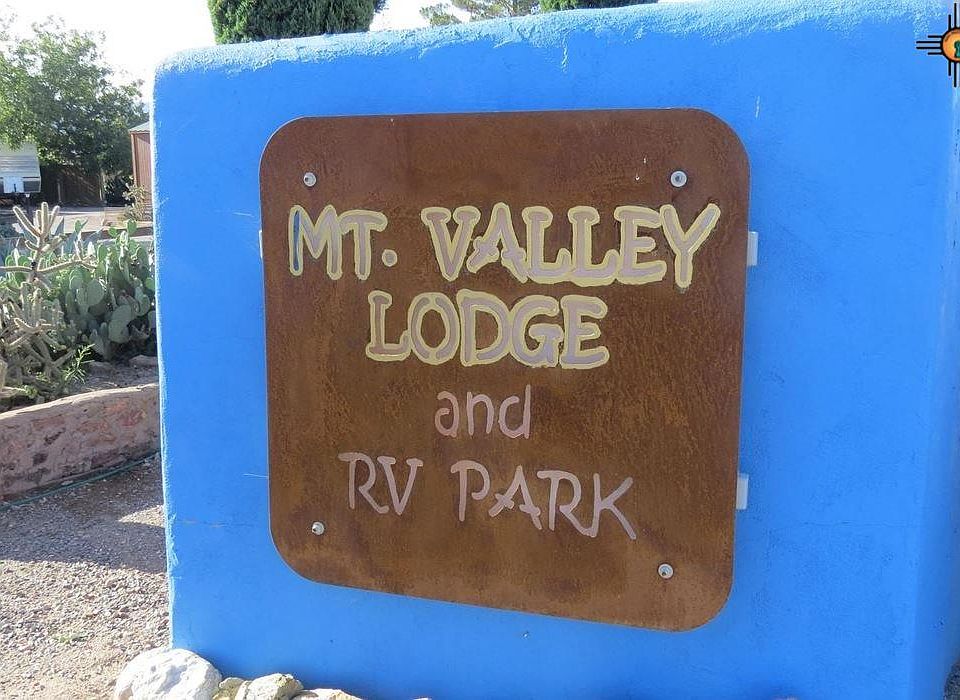 MT. VALLEY
LODGE
and
RV PARK